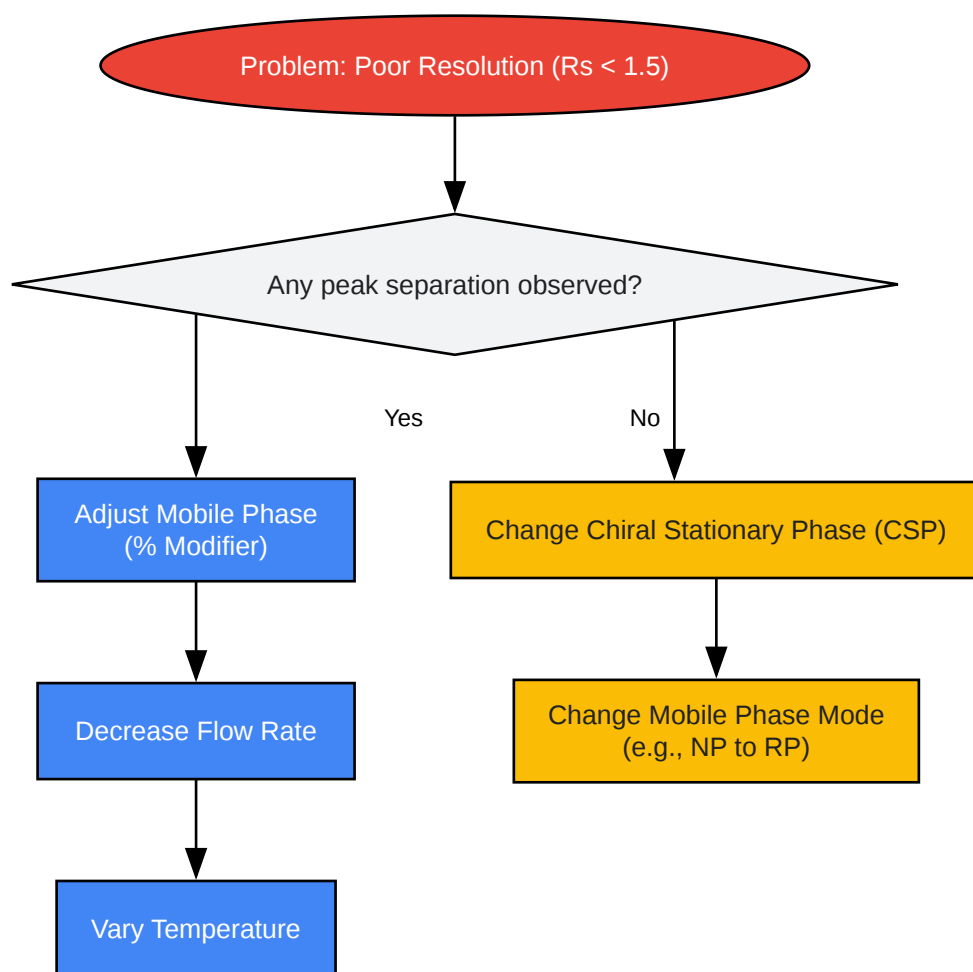 Problem: Poor Resolution (Rs < 1.5)
Any peak separation observed?
Yes
No
Adjust Mobile Phase
(% Modifier)
Change Chiral Stationary Phase (CSP)
Decrease Flow Rate
Change Mobile Phase Mode
(e.g., NP to RP)
Vary Temperature